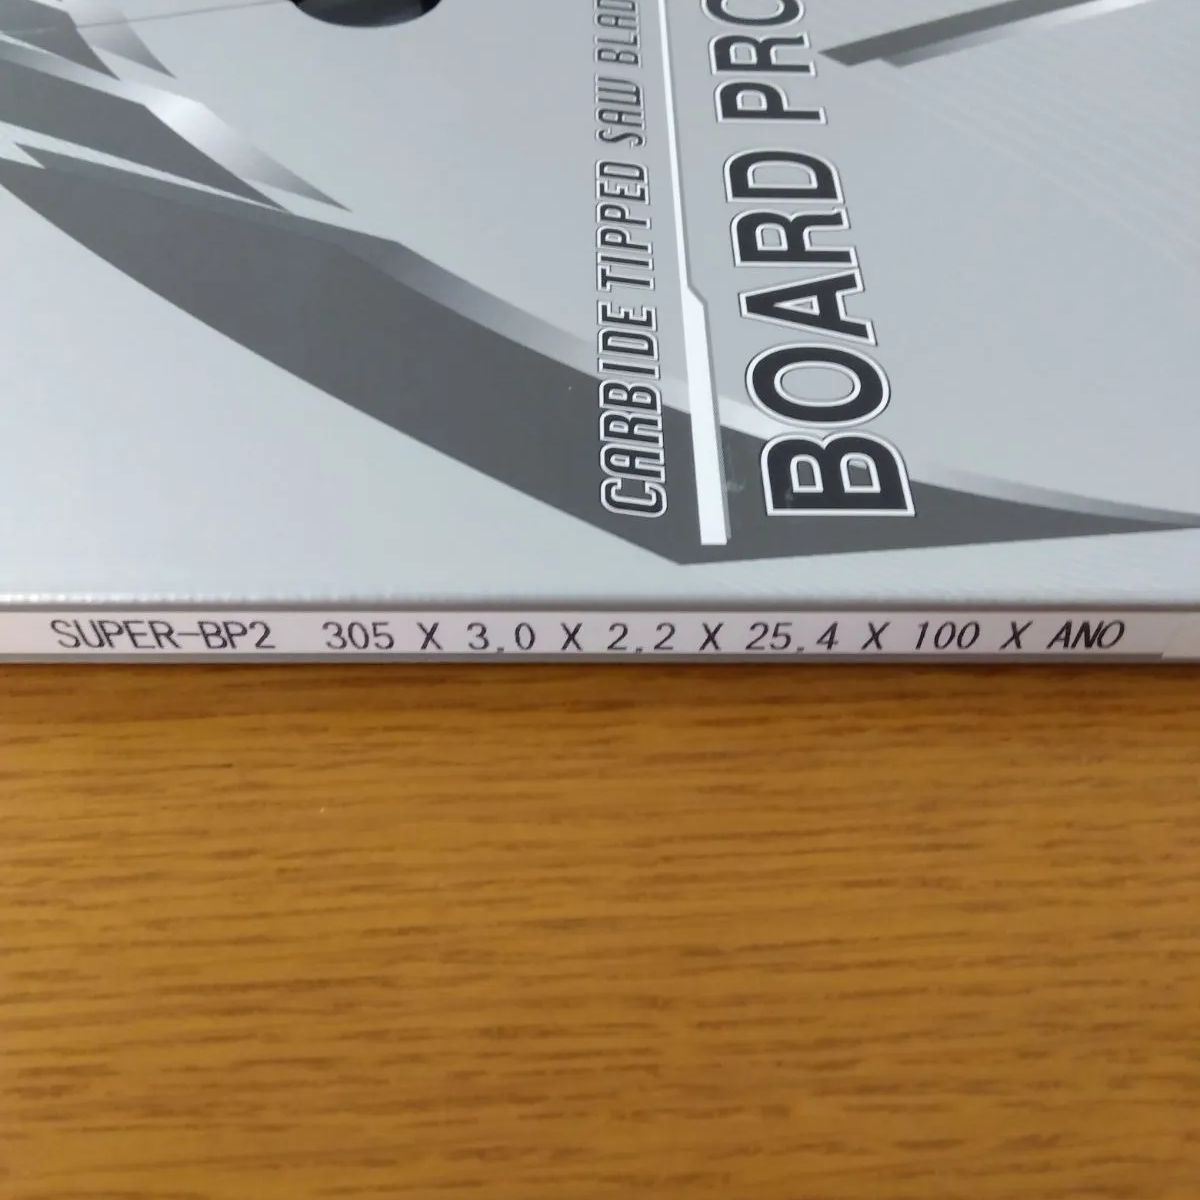 CARBIDE TIPPED SAW BLAD
BOARD PRO
SUPER-BP2 305 X 3.0 X 2.2 X 25.4 X 100 X ANO